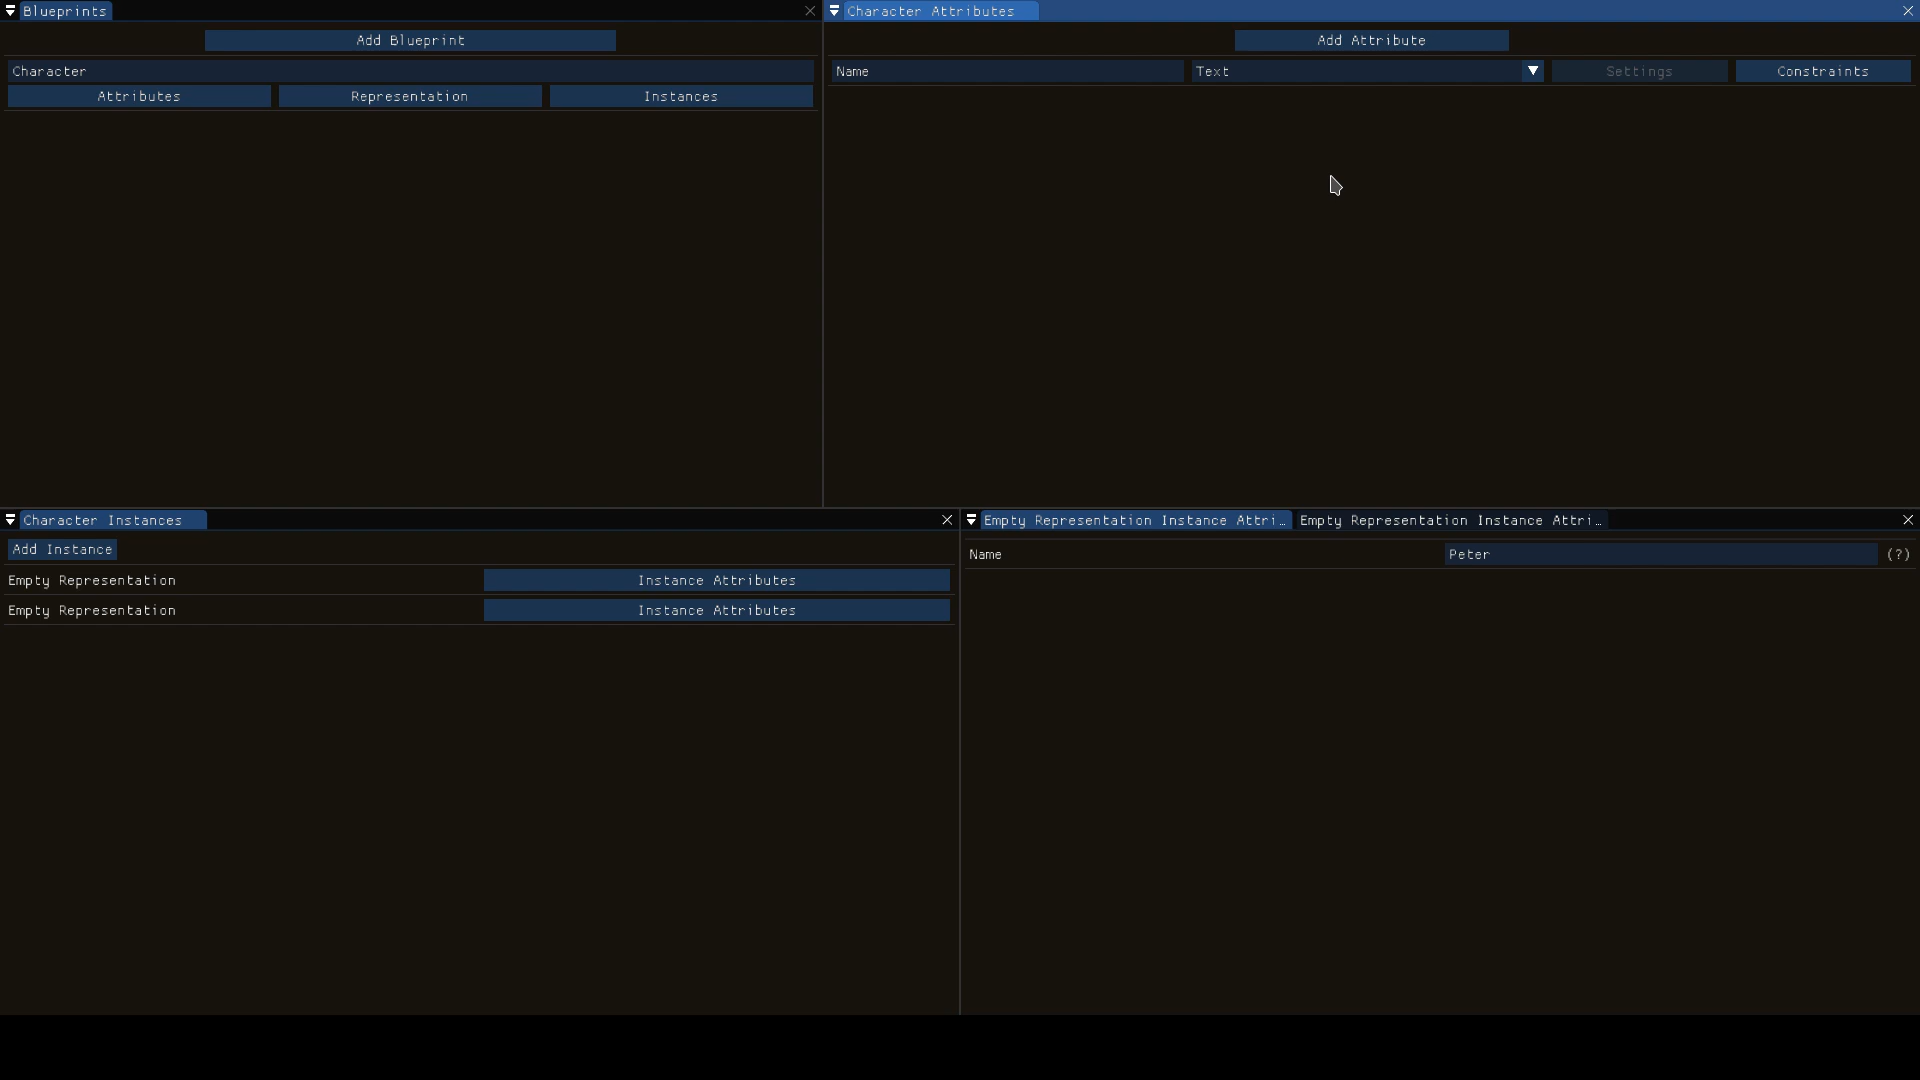 Blueprints
Add Blueprint
Character
Attributes Representation Instances
Character Attributes
Add Attribute
Name Text Settings Constraints
Character Instances
Add Instance
Empty Representation Instance Attributes
Empty Representation Instance Attributes
Empty Representation Instance Attri… Empty Representation Instance Attri…
Name Peter (?)